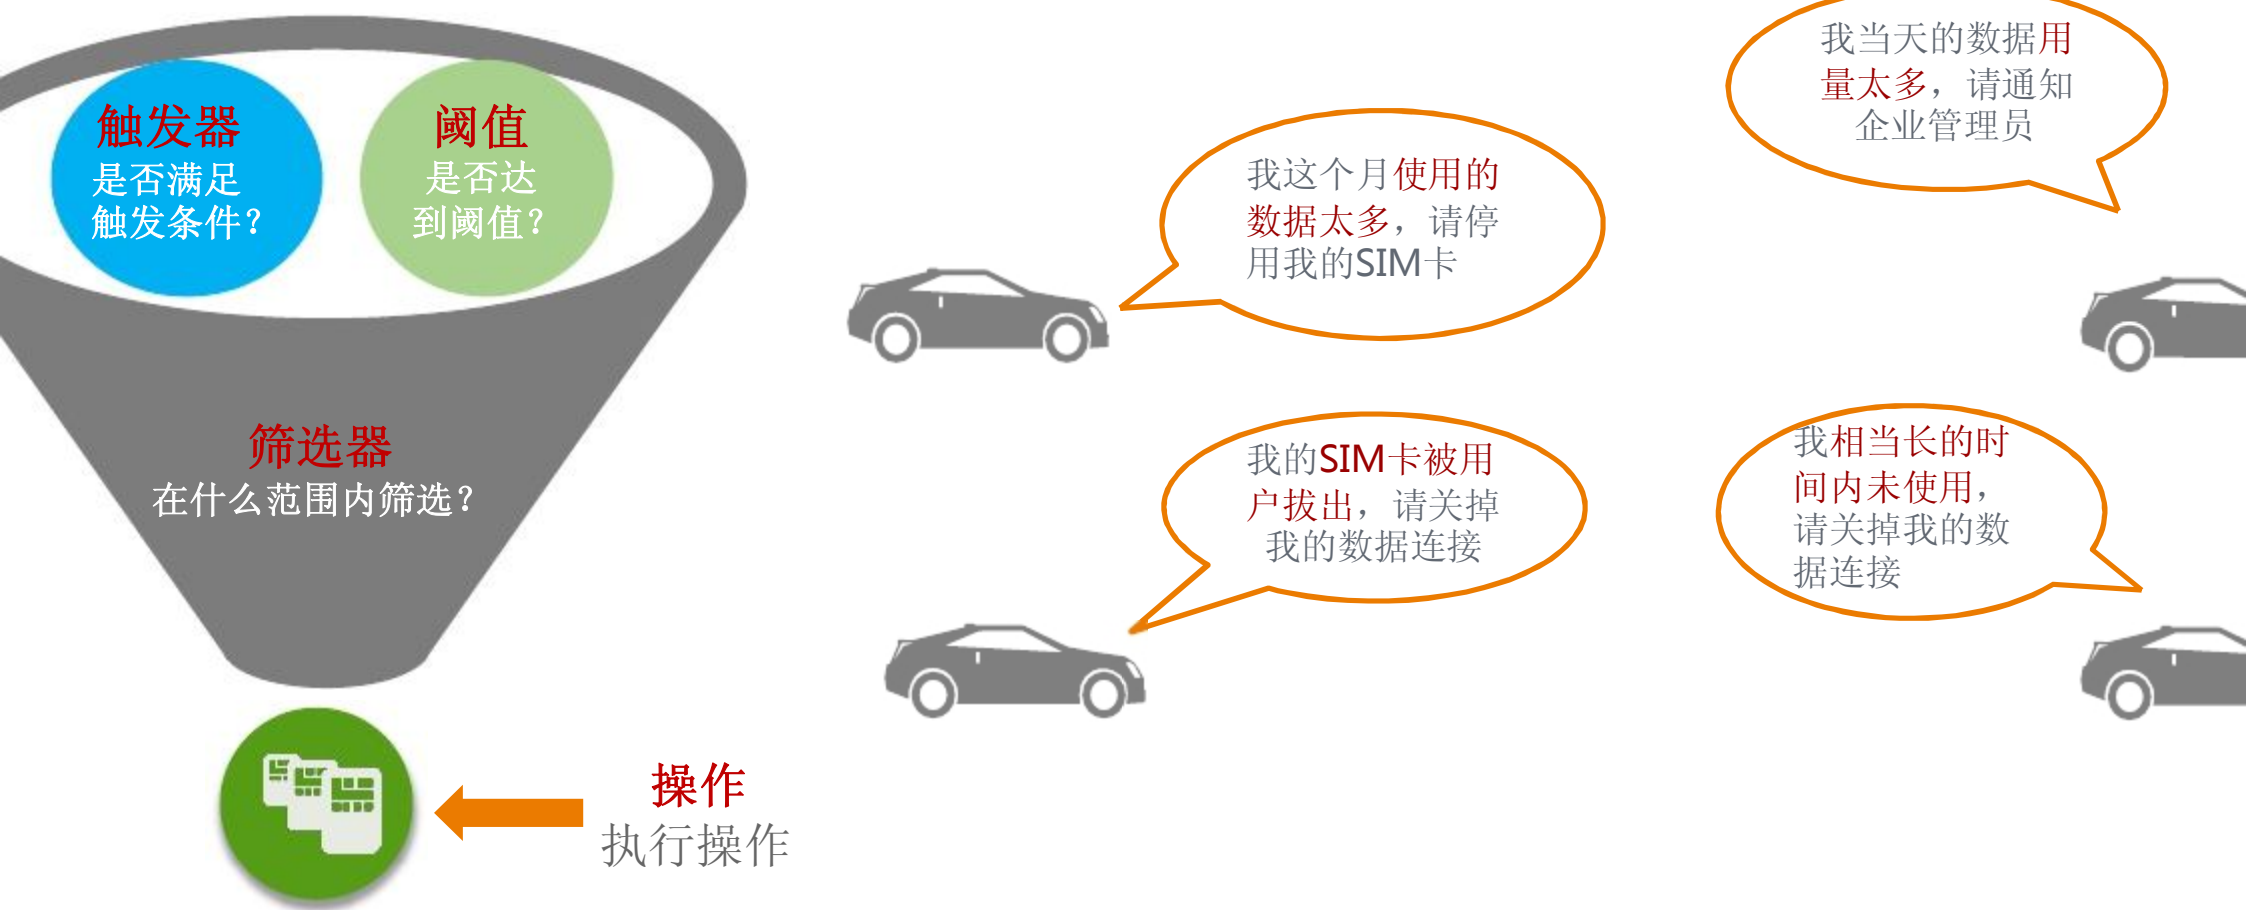 触发器
是否满足
触发条件？
阈值
是否达
到阈值？
筛选器
在什么范围内筛选？
操作
执行操作
我这个月使用的
数据太多，请停
用我的SIM卡
我当天的数据用
量太多，请通知
企业管理员
我的SIM卡被用
户拔出，请关掉
我的数据连接
我相当长的时
间内未使用，
请关掉我的数
据连接